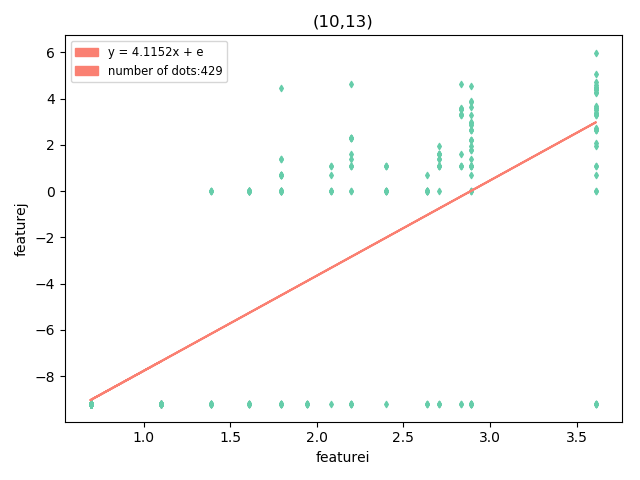 (10,13)
y = 4.1152x + e
number of dots:429
6
4
2
0
−2
−4
−6
−8
featurej
1.0 1.5 2.0 2.5 3.0 3.5
featurei